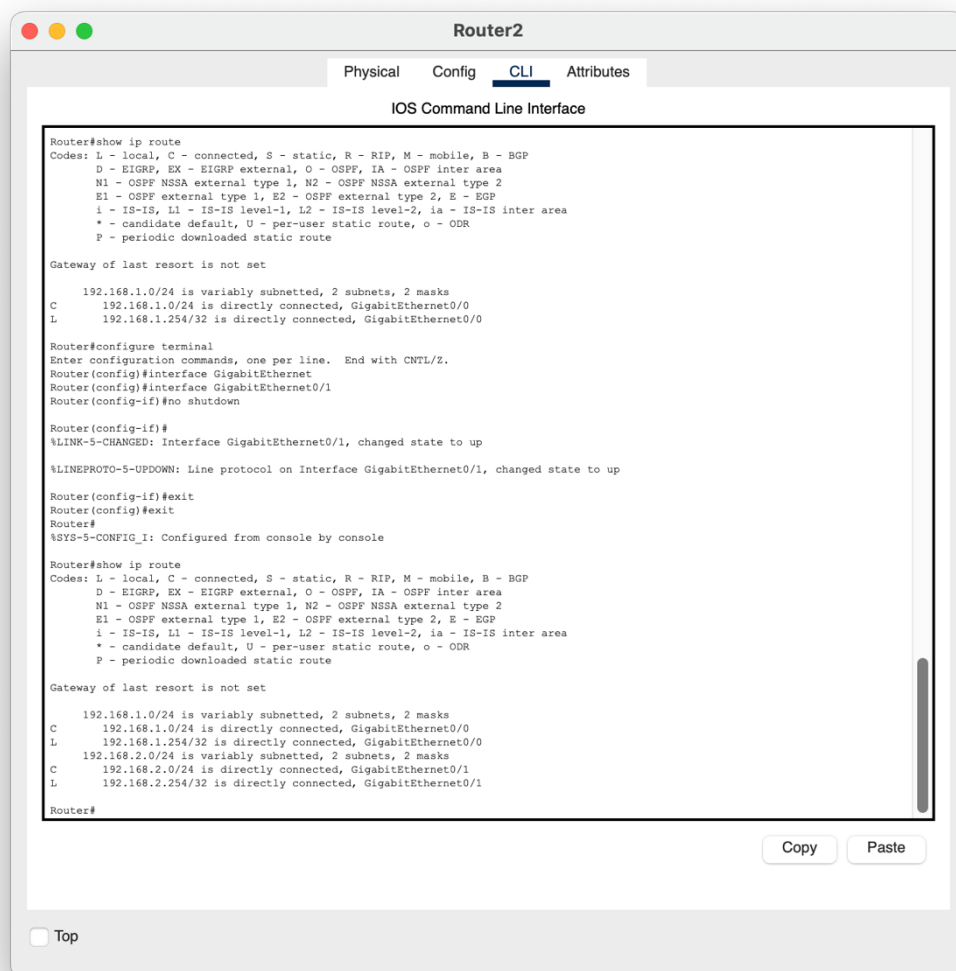 Router2
Physical Config CLI Attributes
IOS Command Line Interface
Router#show ip route
Codes: L - local, C - connected, S - static, R - RIP, M - mobile, B - BGP
D - EIGRP, EX - EIGRP external, O - OSPF, IA - OSPF inter area
N1 - OSPF NSSA external type 1, N2 - OSPF NSSA external type 2
E1 - OSPF external type 1, E2 - OSPF external type 2, E - EGP
i - IS-IS, L1 - IS-IS level-1, L2 - IS-IS level-2, ia - IS-IS inter area
* - candidate default, U - per-user static route, o - ODR
P - periodic downloaded static route
Gateway of last resort is not set
192.168.1.0/24 is variably subnetted, 2 subnets, 2 masks
C 192.168.1.0/24 is directly connected, GigabitEthernet0/0
L 192.168.1.254/32 is directly connected, GigabitEthernet0/0
Router#configure terminal
Enter configuration commands, one per line. End with CNTL/Z.
Router(config)#interface GigabitEthernet
Router(config)#interface GigabitEthernet0/1
Router(config-if)#no shutdown
Router(config-if)#
%LINK-5-CHANGED: Interface GigabitEthernet0/1, changed state to up
%LINEPROTO-5-UPDOWN: Line protocol on Interface GigabitEthernet0/1, changed state to up
Router(config-if)#exit
Router(config)#exit
Router#
%SYS-5-CONFIG_I: Configured from console by console
Router#show ip route
Codes: L - local, C - connected, S - static, R - RIP, M - mobile, B - BGP
D - EIGRP, EX - EIGRP external, O - OSPF, IA - OSPF inter area
N1 - OSPF NSSA external type 1, N2 - OSPF NSSA external type 2
E1 - OSPF external type 1, E2 - OSPF external type 2, E - EGP
i - IS-IS, L1 - IS-IS level-1, L2 - IS-IS level-2, ia - IS-IS inter area
* - candidate default, U - per-user static route, o - ODR
P - periodic downloaded static route
Gateway of last resort is not set
192.168.1.0/24 is variably subnetted, 2 subnets, 2 masks
C 192.168.1.0/24 is directly connected, GigabitEthernet0/0
L 192.168.1.254/32 is directly connected, GigabitEthernet0/0
192.168.2.0/24 is variably subnetted, 2 subnets, 2 masks
C 192.168.2.0/24 is directly connected, GigabitEthernet0/1
L 192.168.2.254/32 is directly connected, GigabitEthernet0/1
Router#
Copy Paste
Top